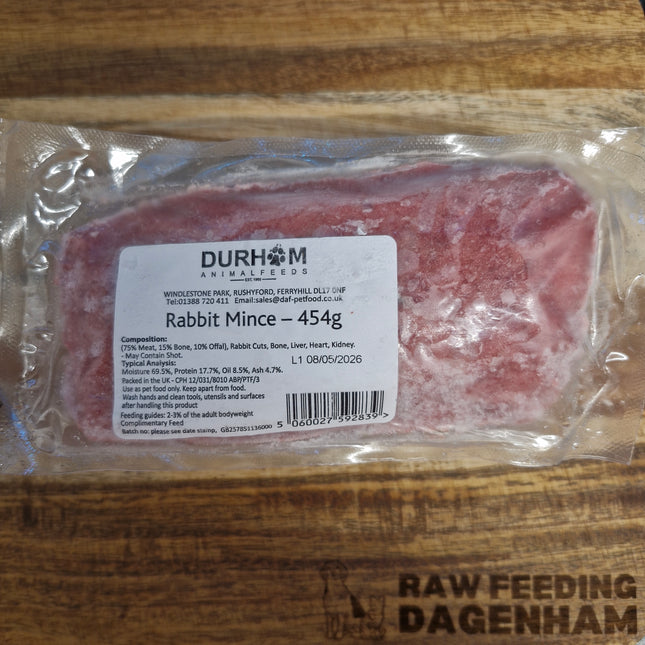 DURHAM
ANIMALFEEDS
EST. 1990
WINDLESTONE PARK, RUSHYFORD, FERRYHILL DL17 0NF
Tel:01388 720 411 Email:sales@daf-petfood.co.uk
Rabbit Mince – 454g
Composition:
(75% Meat, 15% Bone, 10% Offal), Rabbit Cuts, Bone, Liver, Heart, Kidney.
- May Contain Shot.
L1 08/05/2026
Typical Analysis:
Moisture 69.5%, Protein 17.7%, Oil 8.5%, Ash 4.7%.
Packed in the UK - CPH 12/031/8010 ABP/PTF/3
Use as pet food only. Keep apart from food.
Wash hands and clean tools, utensils and surfaces
after handling this product
Feeding guides: 2-3% of the adult bodyweight
Complimentary Feed
Batch no: please see date stamp, GB257851136000
5 060027 592839 >
RAW FEEDING
DAGENHAM